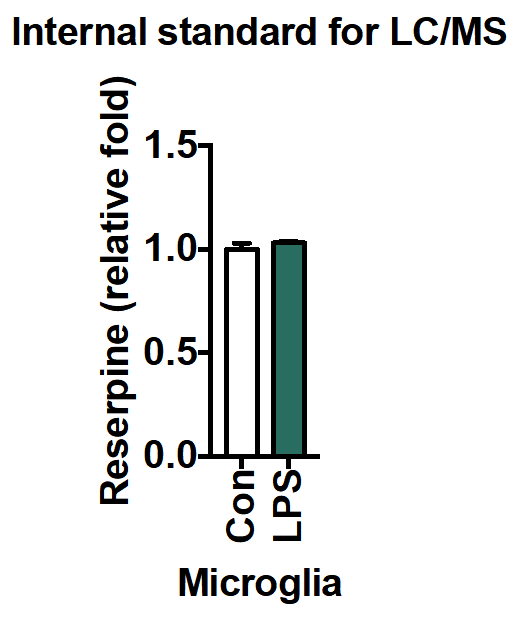 Internal standard for LC/MS
Reserpine (relative fold)
1.5
1.0
0.5
0.0
Con
LPS
Microglia